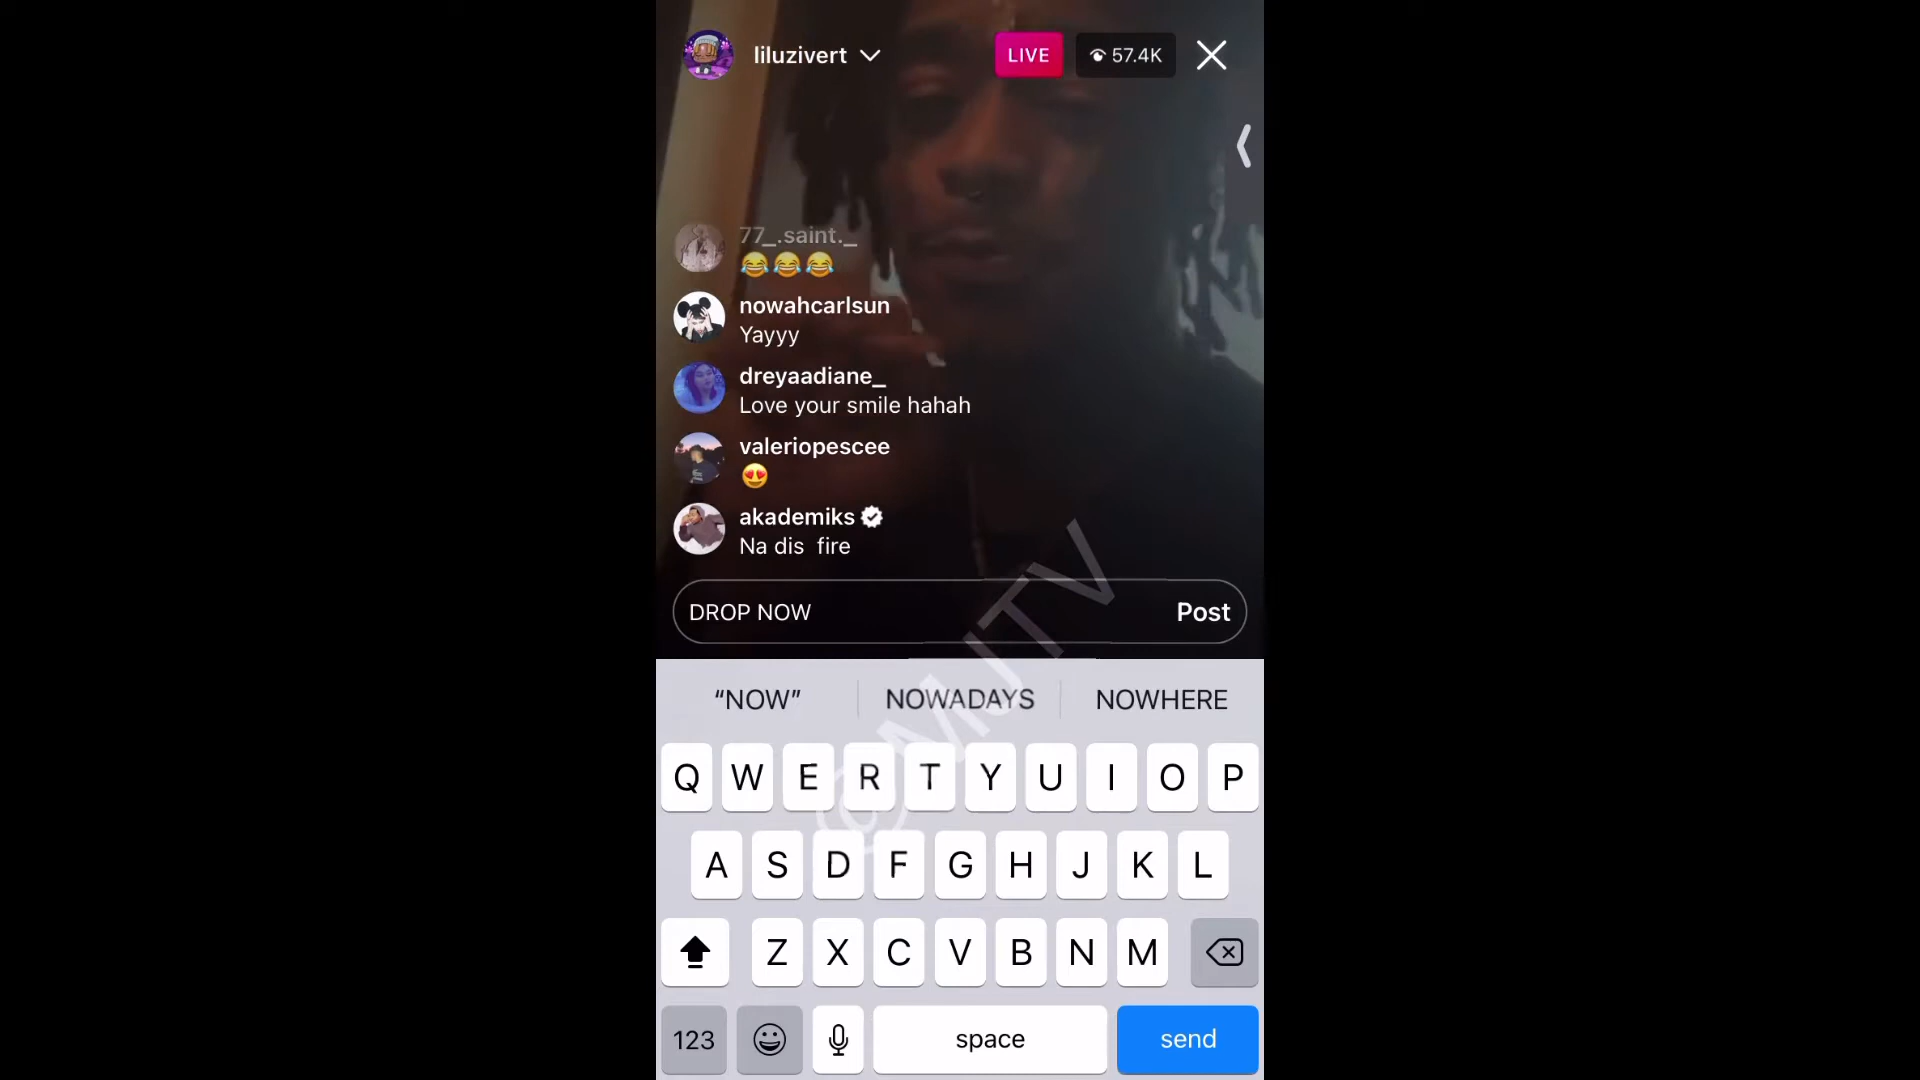 liluzivert
LIVE
57.4K
77_.saint._
😂😂😂
nowahcarlsun
Yayyy
dreyaadiane_
Love your smile hahah
valeriopescee
😍
akademiks
Na dis fire
DROP NOW
Post
“NOW”
NOWADAYS
NOWHERE
Q W E R T Y U I O P
A S D F G H J K L
Z X C V B N M
123
space
send
@MJTV